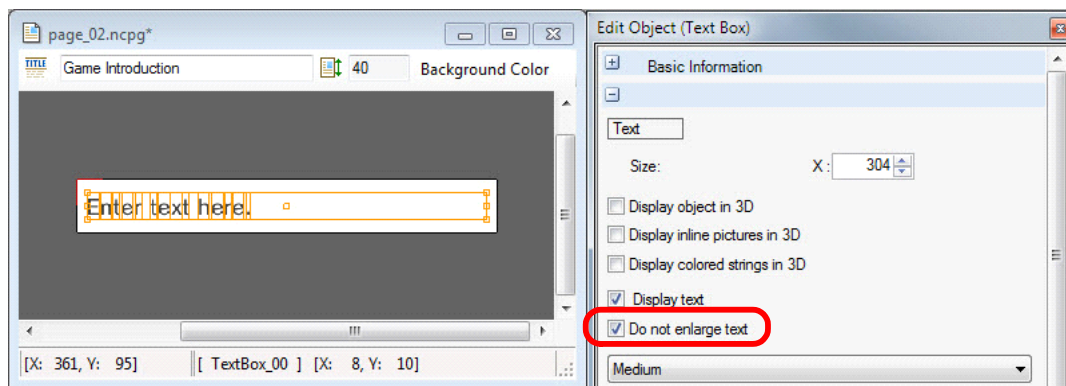 page_02.ncpg*
TITLE Game Introduction 40 Background Color
Enter text here.
[X: 361, Y: 95] [ TextBox_00 ] [X: 8, Y: 10]
Edit Object (Text Box)
Basic Information
Text
Size: X: 304
Display object in 3D
Display inline pictures in 3D
Display colored strings in 3D
Display text
Do not enlarge text
Medium